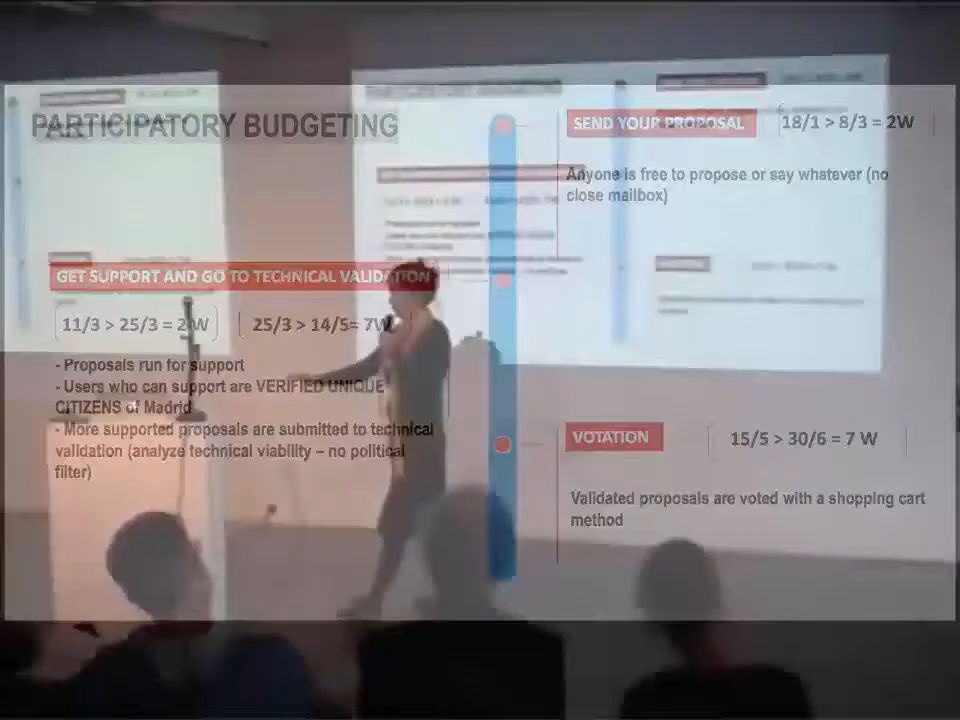 PARTICIPATORY BUDGETING
SEND YOUR PROPOSAL
18/1 > 8/3 = 2W
Anyone is free to propose or say whatever (no
close mailbox)
GET SUPPORT AND GO TO TECHNICAL VALIDATION
11/3 > 25/3 = 2W
25/3 > 14/5= 7W
- Proposals run for support
- Users who can support are VERIFIED UNIQUE
CITIZENS of Madrid
- More supported proposals are submitted to technical
validation (analyze technical viability – no political
filter)
VOTATION
15/5 > 30/6 = 7 W
Validated proposals are voted with a shopping cart
method